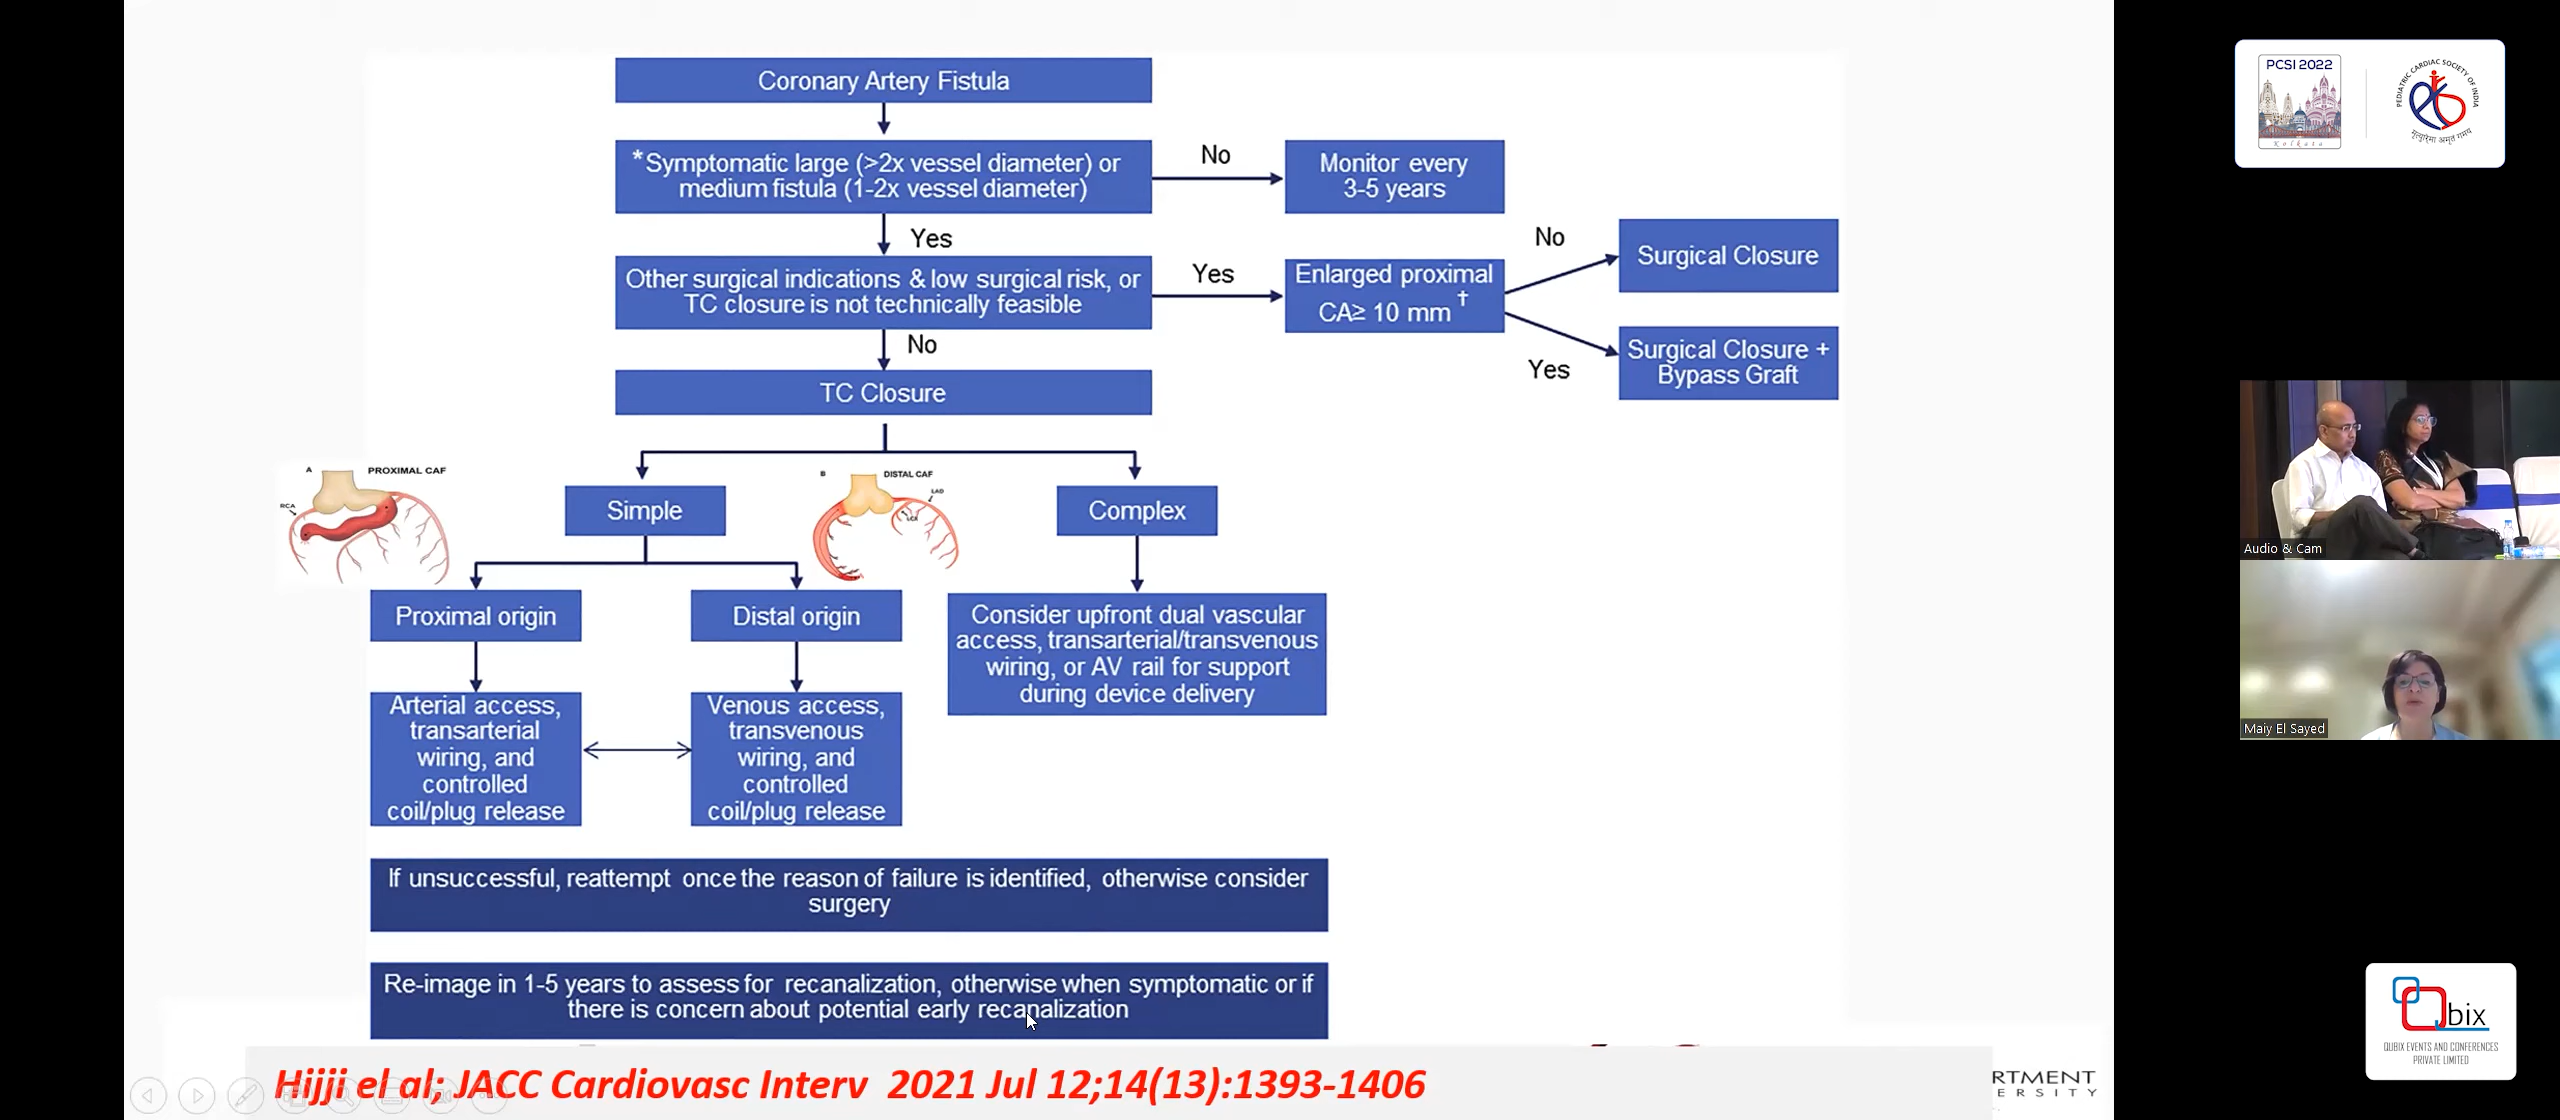 Coronary Artery Fistula
*Symptomatic large (>2x vessel diameter) or
medium fistula (1-2x vessel diameter)
No
Monitor every
3-5 years
Yes
Other surgical indications & low surgical risk, or
TC closure is not technically feasible
Yes
Enlarged proximal
CA≥ 10 mm †
No
Surgical Closure
Yes
Surgical Closure +
Bypass Graft
No
TC Closure
A PROXIMAL CAF
RCA
Simple
B DISTAL CAF
LAD
LCX
Complex
Proximal origin
Distal origin
Consider upfront dual vascular
access, transarterial/transvenous
wiring, or AV rail for support
during device delivery
Arterial access,
transarterial
wiring, and
controlled
coil/plug release
Venous access,
transvenous
wiring, and
controlled
coil/plug release
If unsuccessful, reattempt once the reason of failure is identified, otherwise consider
surgery
Re-image in 1-5 years to assess for recanalization, otherwise when symptomatic or if
there is concern about potential early recanalization
Hijji el al; JACC Cardiovasc Interv 2021 Jul 12;14(13):1393-1406
RTMENT
ERSITY
PCSI 2022
Kolkata
PEDIATRIC CARDIAC SOCIETY OF INDIA
Audio & Cam
Maiy El Sayed
Qbix
QUBIX EVENTS AND CONFERENCES
PRIVATE LIMITED